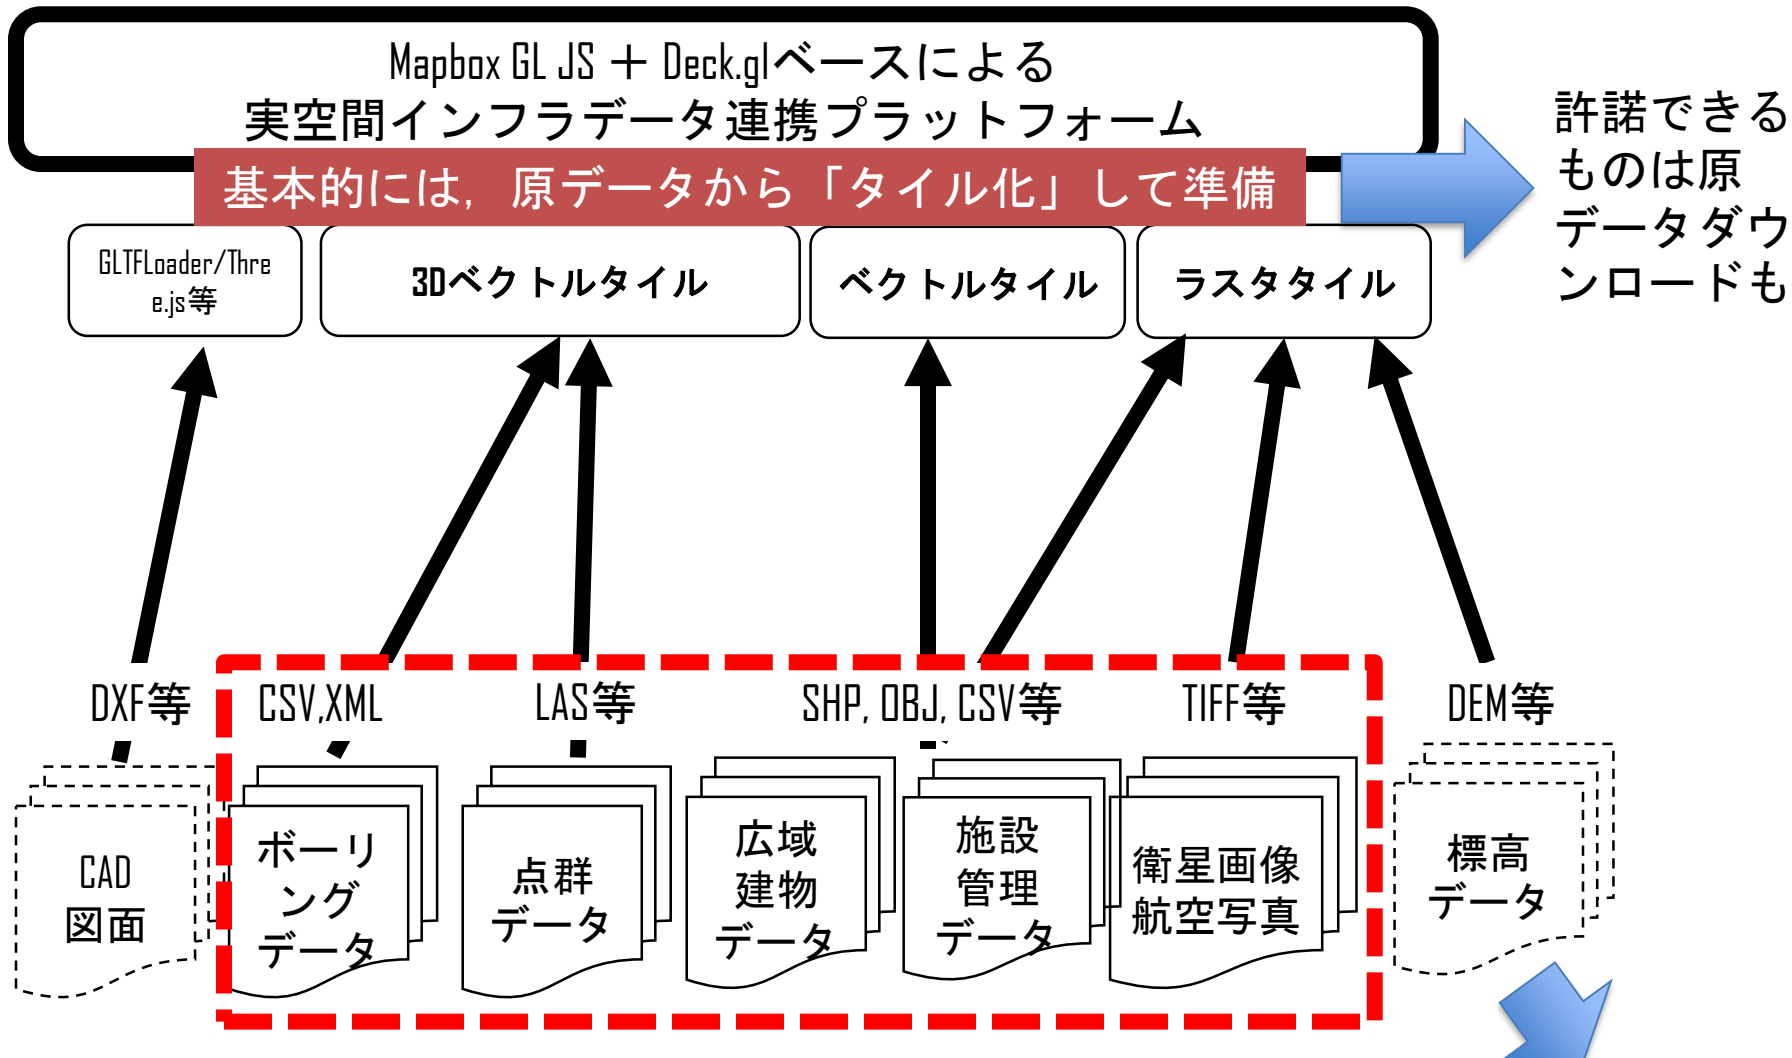 Mapbox GL JS ＋ Deck.glベースによる
実空間インフラデータ連携プラットフォーム
基本的には，原データから「タイル化」して準備
許諾できる
ものは原
データダウ
ンロードも
GLTFLoader/Thre
e.js等
3Dベクトルタイル
ベクトルタイル
ラスタタイル
DXF等
CSV,XML
LAS等
SHP, OBJ, CSV等
TIFF等
DEM等
CAD
図面
ボーリ
ング
データ
点群
データ
広域
建物
データ
施設
管理
データ
衛星画像
航空写真
標高
データ